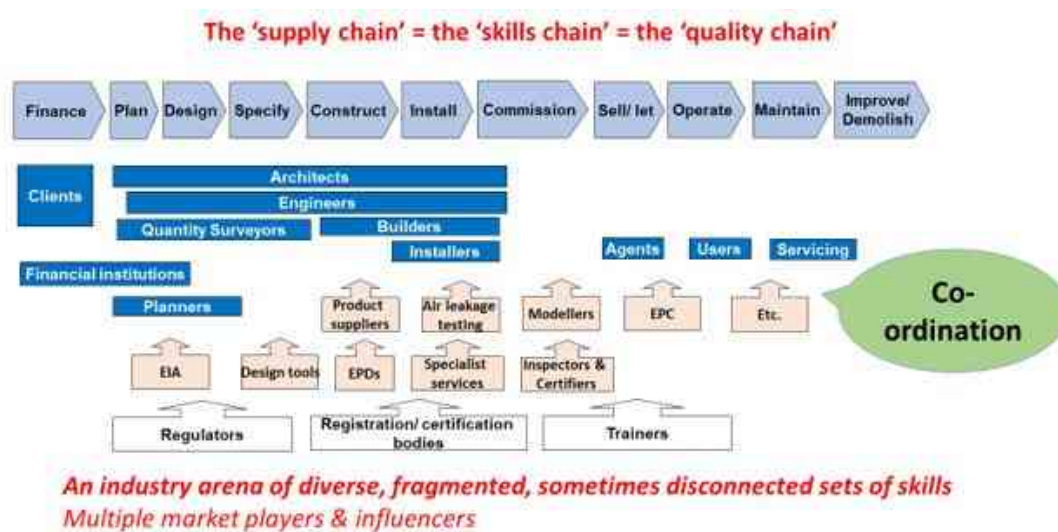 The ‘supply chain’ = the ‘skills chain’ = the ‘quality chain’
Finance
Plan
Design
Specify
Construct
Install
Commission
Sell/ let
Operate
Maintain
Improve/
Demolish
Clients
Architects
Engineers
Quantity Surveyors
Builders
Installers
Agents
Users
Servicing
Financial institutions
Planners
Product
suppliers
Air leakage
testing
Modellers
EPC
Etc.
Co-
ordination
EIA
Design tools
EPDs
Specialist
services
Inspectors &
Certifiers
Regulators
Registration/ certification
bodies
Trainers
An industry arena of diverse, fragmented, sometimes disconnected sets of skills
Multiple market players & influencers